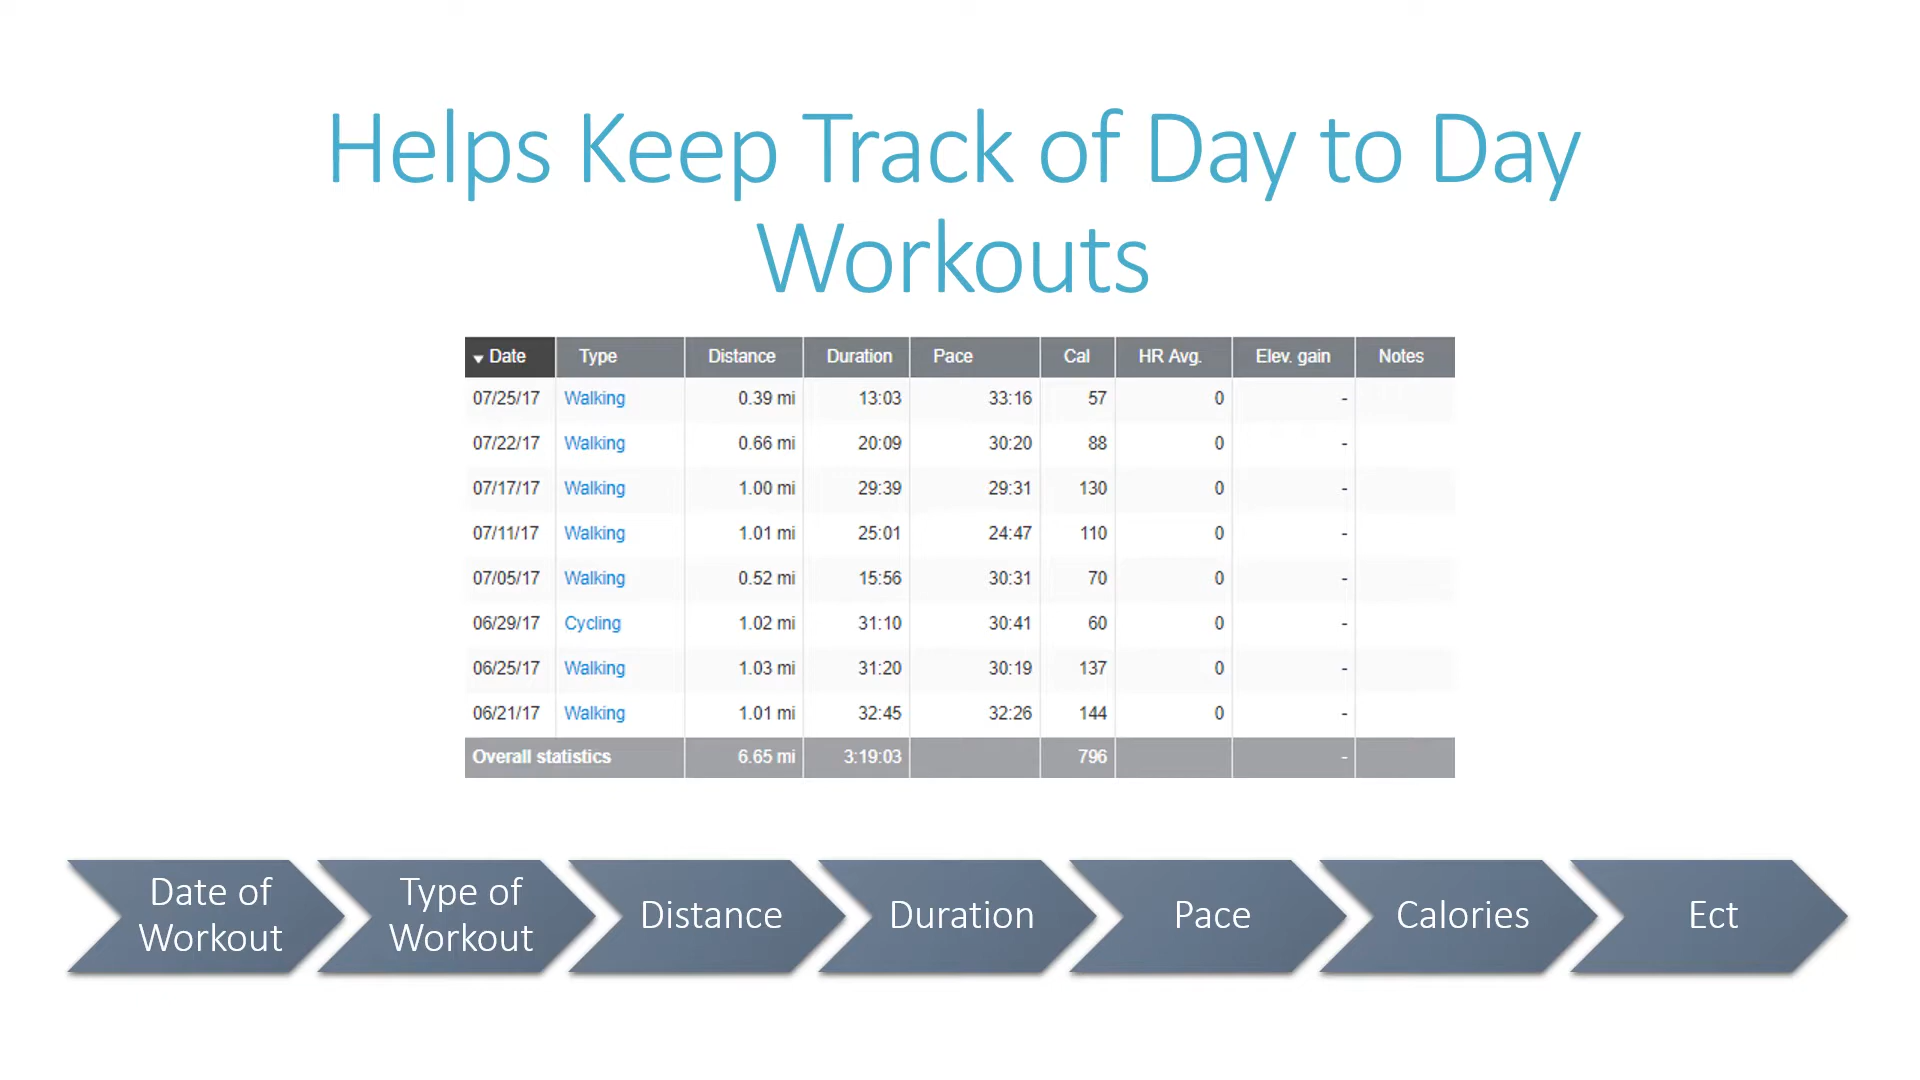 Helps Keep Track of Day to Day
Workouts
Date Type Distance Duration Pace Cal HR Avg. Elev. gain Notes
07/25/17 Walking 0.39 mi 13:03 33:16 57 0 -
07/22/17 Walking 0.66 mi 20:09 30:20 88 0 -
07/17/17 Walking 1.00 mi 29:39 29:31 130 0 -
07/11/17 Walking 1.01 mi 25:01 24:47 110 0 -
07/05/17 Walking 0.52 mi 15:56 30:31 70 0 -
06/29/17 Cycling 1.02 mi 31:10 30:41 60 0 -
06/25/17 Walking 1.03 mi 31:20 30:19 137 0 -
06/21/17 Walking 1.01 mi 32:45 32:26 144 0 -
Overall statistics 6.65 mi 3:19:03 796 -
Date of
Workout
Type of
Workout
Distance
Duration
Pace
Calories
Ect